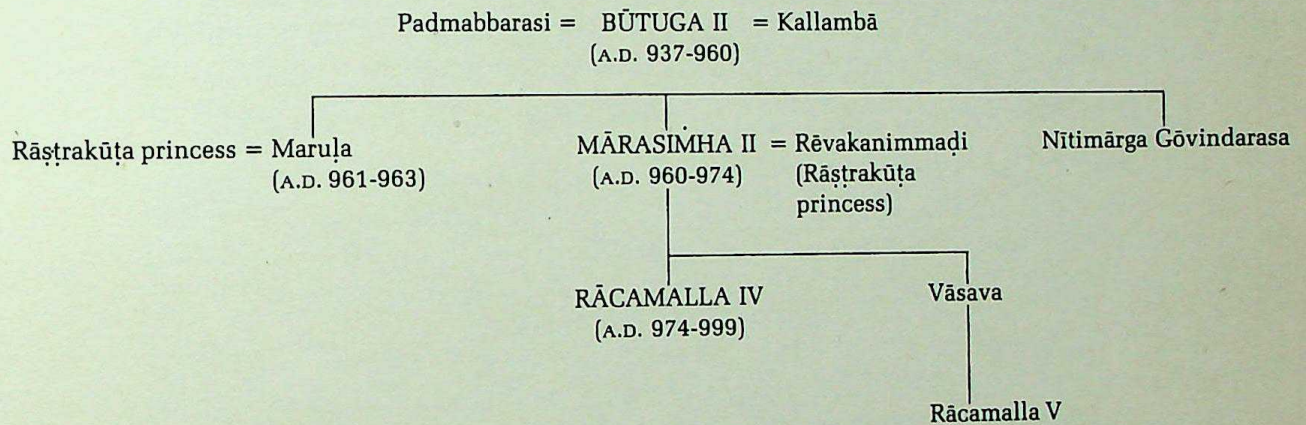 Padmabbarasi = BŪTUGA II = Kallambā
(A.D. 937-960)
Rāṣṭrakūṭa princess = Maruḷa
(A.D. 961-963)
MĀRASIṀHA II = Rēvakanimmaḍi
(A.D. 960-974) (Rāṣṭrakūṭa
princess)
Nītimārga Gōvindarasa
RĀCAMALLA IV
(A.D. 974-999)
Vāsava
Rācamalla V